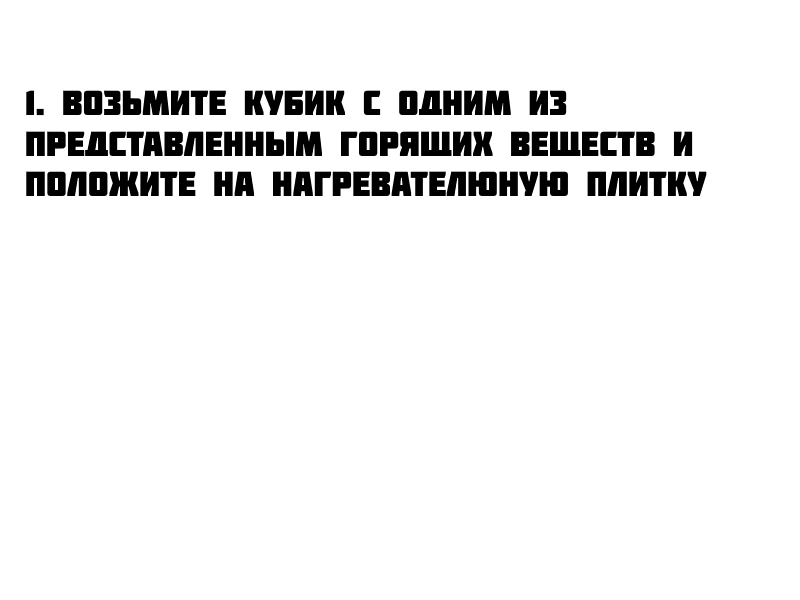 1. ВОЗЬМИТЕ КУБИК С ОДНИМ ИЗ
ПРЕДСТАВЛЕННЫМ ГОРЯЩИХ ВЕЩЕСТВ И
ПОЛОЖИТЕ НА НАГРЕВАТЕЛЮНУЮ ПЛИТКУ